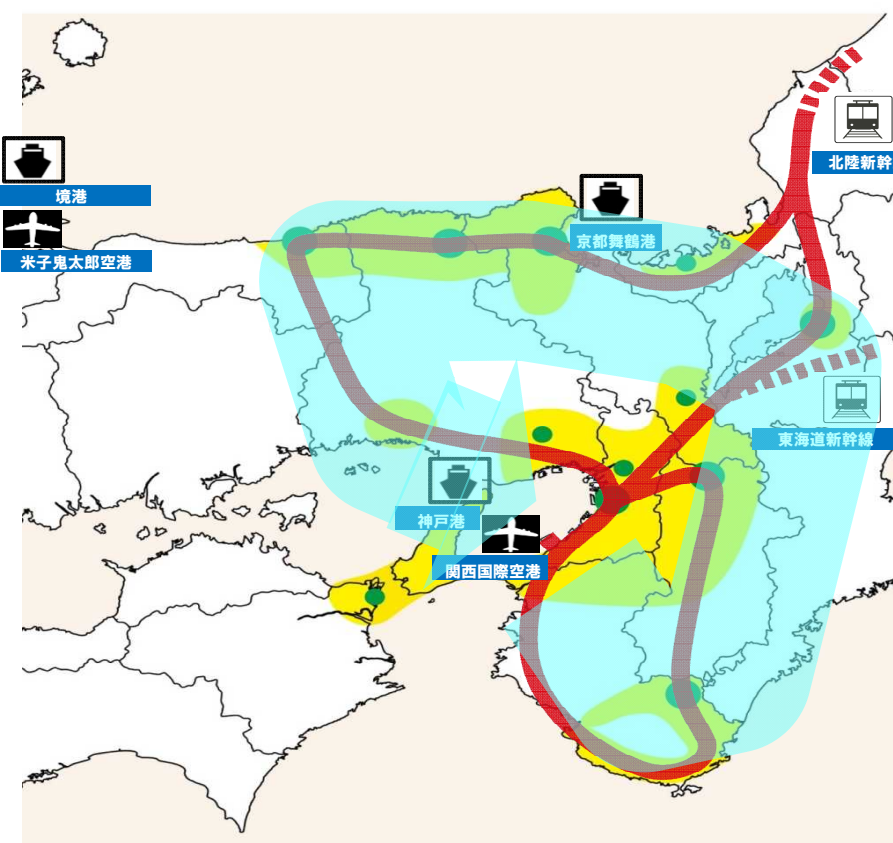 北陸新幹
境港
京都舞鶴港
米子鬼太郎空港
東海道新幹線
神戸港
関西国際空港